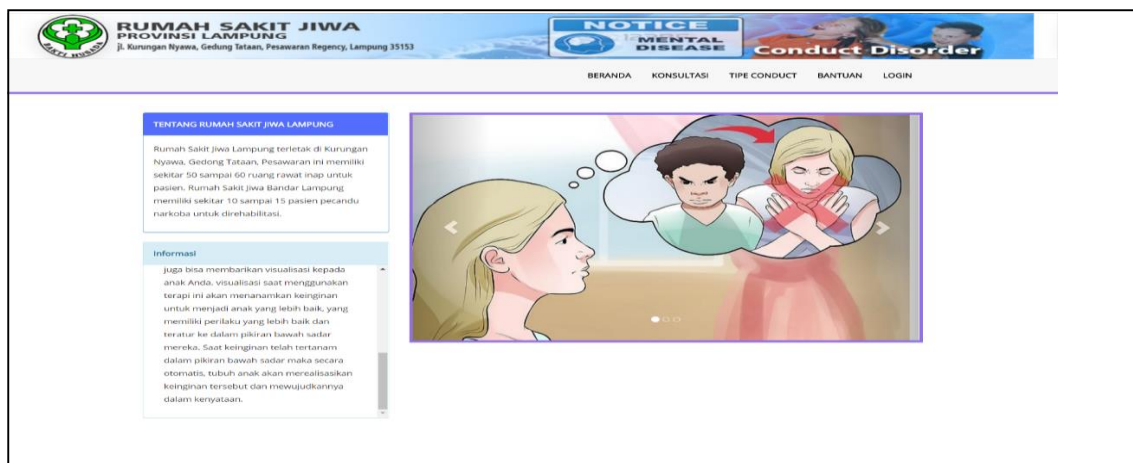 RUMAH SAKIT JIWA
PROVINSI LAMPUNG
Jl. Kurungan Nyawa, Gedung Tataan, Pesawaran Regency, Lampung 35153
SAKTI HUSADA
NOTICE
MENTAL
DISEASE
Conduct Disorder
BERANDA KONSULTASI TIPE CONDUCT BANTUAN LOGIN
TENTANG RUMAH SAKIT JIWA LAMPUNG
Rumah Sakit Jiwa Lampung terletak di Kurungan
Nyawa, Gedong Tataan, Pesawaran ini memiliki
sekitar 50 sampai 60 ruang rawat inap untuk
pasien. Rumah Sakit Jiwa Bandar Lampung
memiliki sekitar 10 sampai 15 pasien pecandu
narkoba untuk direhabilitasi.
Informasi
juga bisa membarikan visualisasi kepada
anak Anda. visualisasi saat menggunakan
terapi ini akan menanamkan keinginan
untuk menjadi anak yang lebih baik, yang
memiliki perilaku yang lebih baik dan
teratur ke dalam pikiran bawah sadar
mereka. Saat keinginan telah tertanam
dalam pikiran bawah sadar maka secara
otomatis, tubuh anak akan merealisasikan
keinginan tersebut dan mewujudkannya
dalam kenyataan.